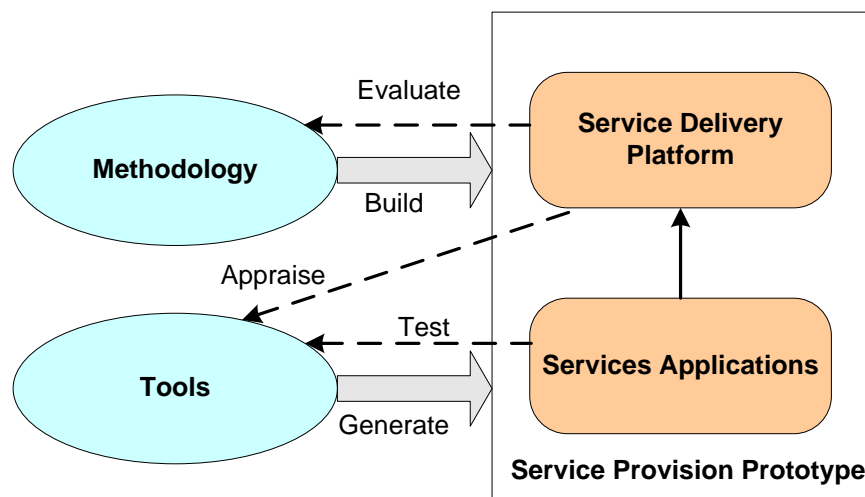 Evaluate
Service Delivery
Platform
Methodology
Build
Appraise
Test
Services Applications
Tools
Generate
Service Provision Prototype